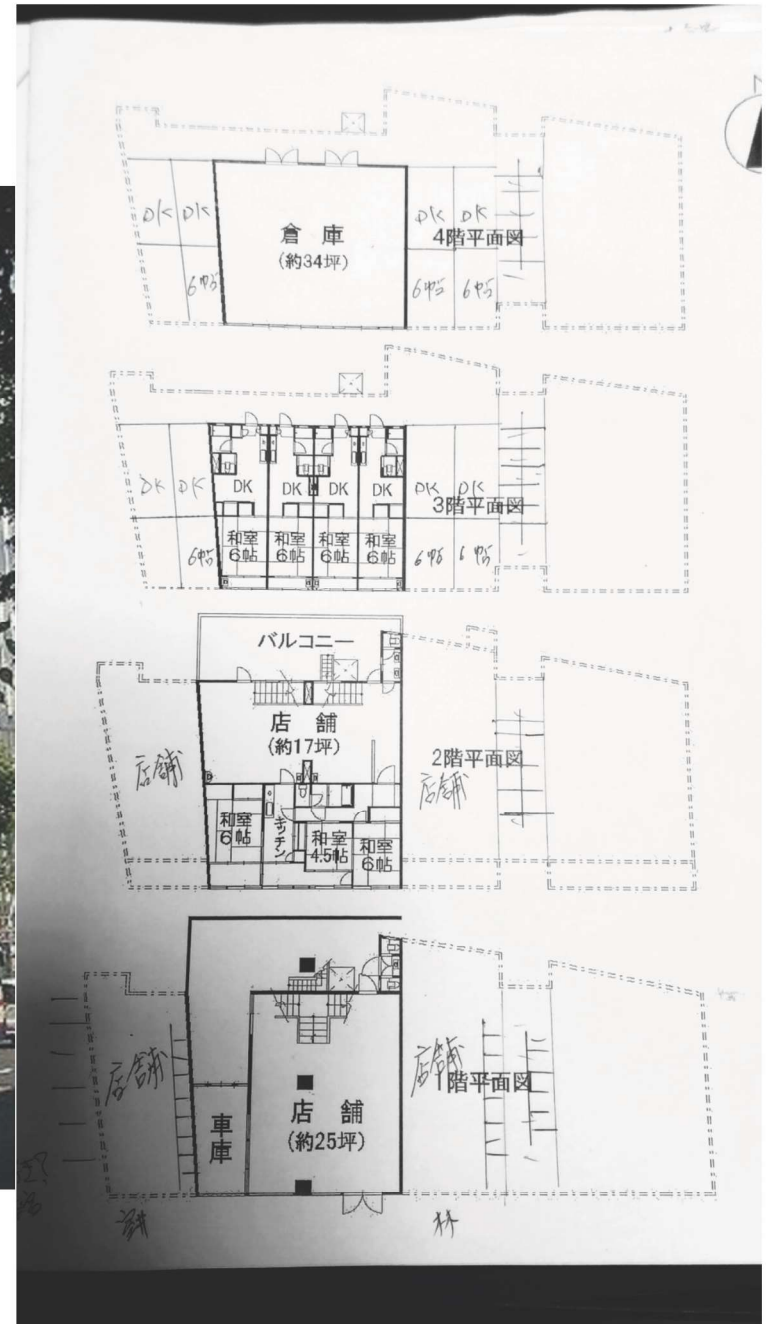 DK DK
倉庫
(約34坪)
DK DK
4階平面図
6帖
6帖 6帖
DK DK
DK DK DK DK
DK DK
3階平面図
和室 和室 和室 和室
6帖 6帖 6帖 6帖
6帖
6帖 6帖
バルコニー
店舗
(約17坪)
2階平面図
店舗
店舗
和室
6帖
キッチン
和室
4.5帖
和室
6帖
店舗
店舗
1階平面図
車庫
店舗
(約25坪)
林